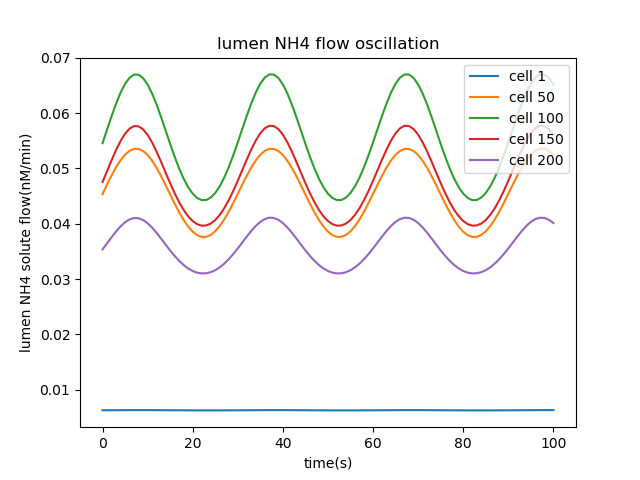 lumen NH4 flow oscillation
lumen NH4 solute flow(nM/min)
0.07
0.06
0.05
0.04
0.03
0.02
0.01
cell 1
cell 50
cell 100
cell 150
cell 200
0 20 40 60 80 100
time(s)